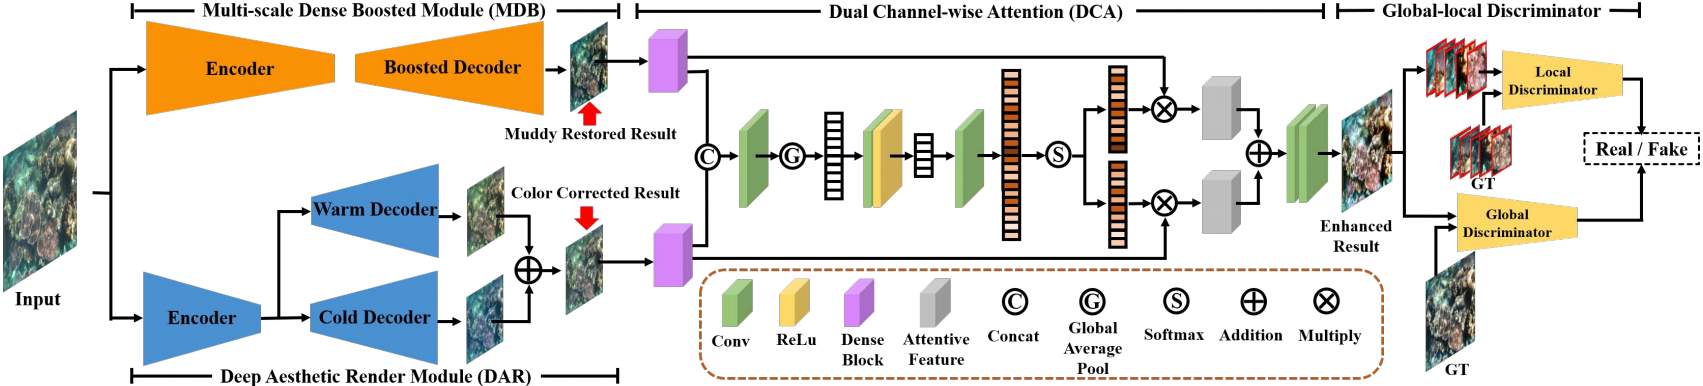 Multi-scale Dense Boosted Module (MDB)
Dual Channel-wise Attention (DCA)
Global-local Discriminator
Encoder
Boosted Decoder
Muddy Restored Result
Input
Color Corrected Result
Warm Decoder
Encoder
Cold Decoder
Deep Aesthetic Render Module (DAR)
C
G
S
Enhanced
Result
Local
Discriminator
GT
Real / Fake
Global
Discriminator
GT
Conv
ReLu
Dense
Block
Attentive
Feature
C
Concat
G
Global
Average
Pool
S
Softmax
Addition
Multiply